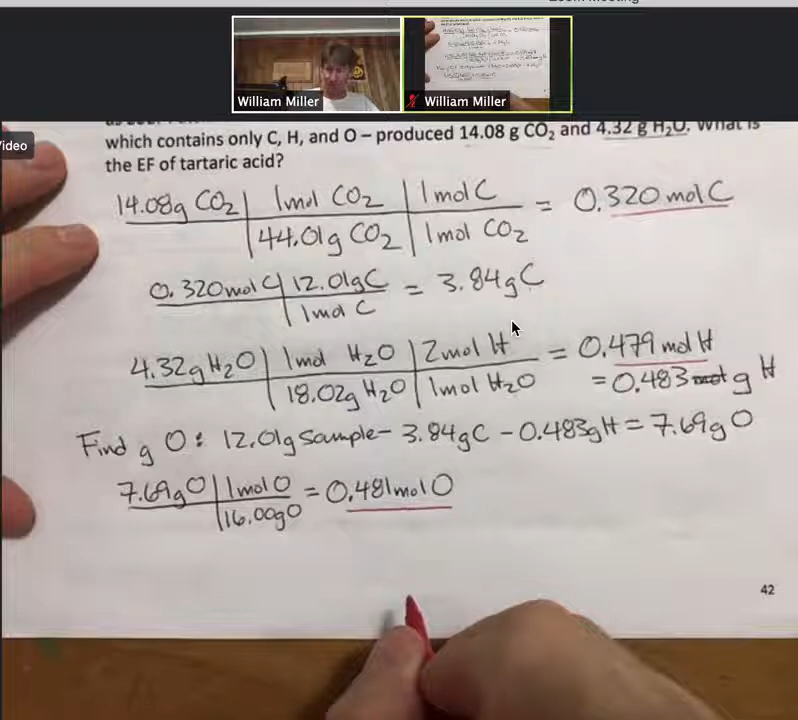 Zoom Meeting
William Miller
William Miller
Video
which contains only C, H, and O – produced 14.08 g CO₂ and 4.32 g H₂O. What is
the EF of tartaric acid?
14.08g CO₂ | 1mol CO₂ | 1mol C = 0.320 mol C
44.01g CO₂ | 1mol CO₂
0.320mol C | 12.01g C = 3.84g C
1mol C
4.32g H₂O | 1mol H₂O | 2mol H = 0.479 mol H
18.02g H₂O | 1mol H₂O = 0.483 mol g H
Find g O: 12.01g sample - 3.84g C - 0.483g H = 7.69g O
7.69g O | 1mol O = 0.481mol O
16.00g O
42